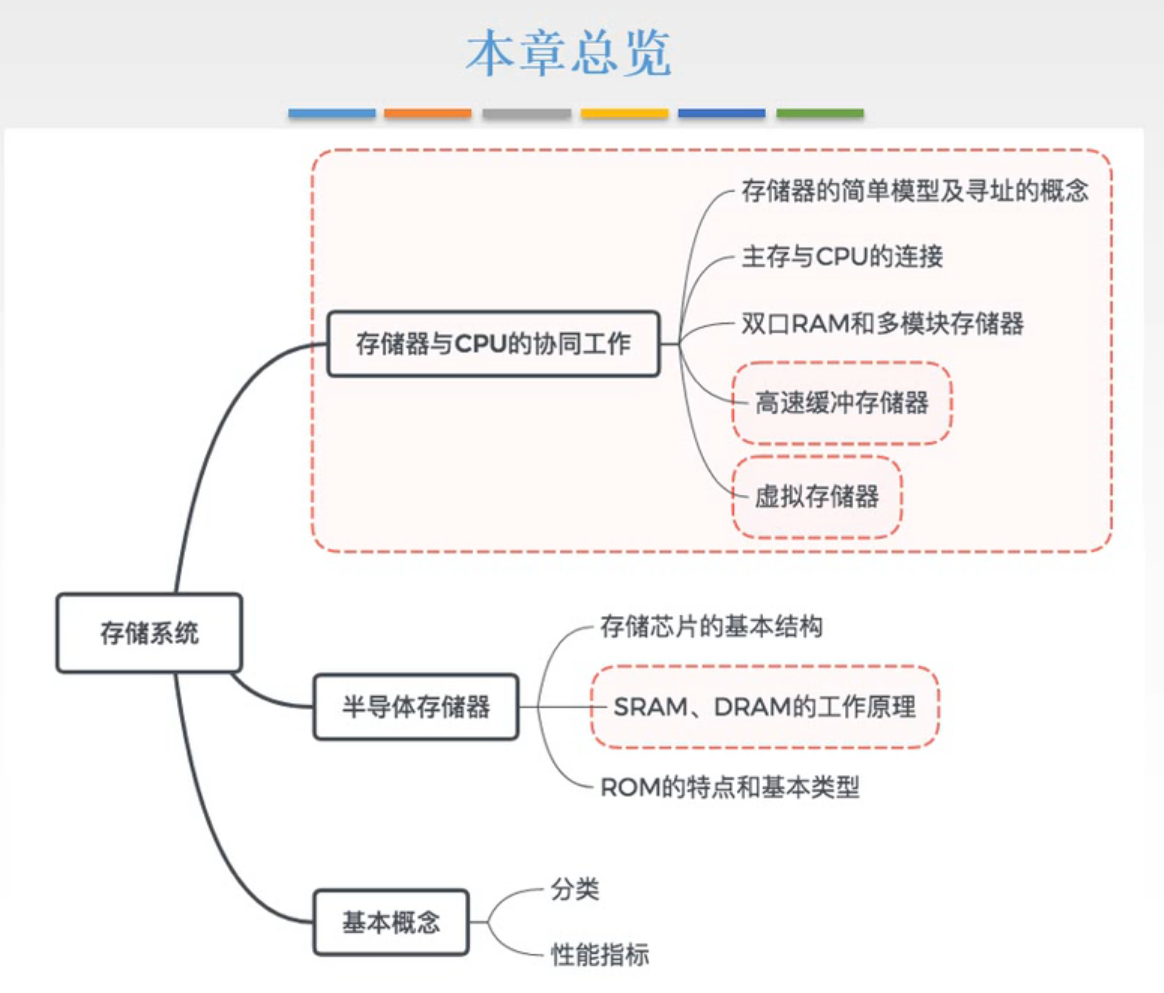 本章总览
存储器的简单模型及寻址的概念
主存与CPU的连接
双口RAM和多模块存储器
存储器与CPU的协同工作
高速缓冲存储器
虚拟存储器
存储系统
存储芯片的基本结构
半导体存储器
SRAM、DRAM的工作原理
ROM的特点和基本类型
分类
基本概念
性能指标